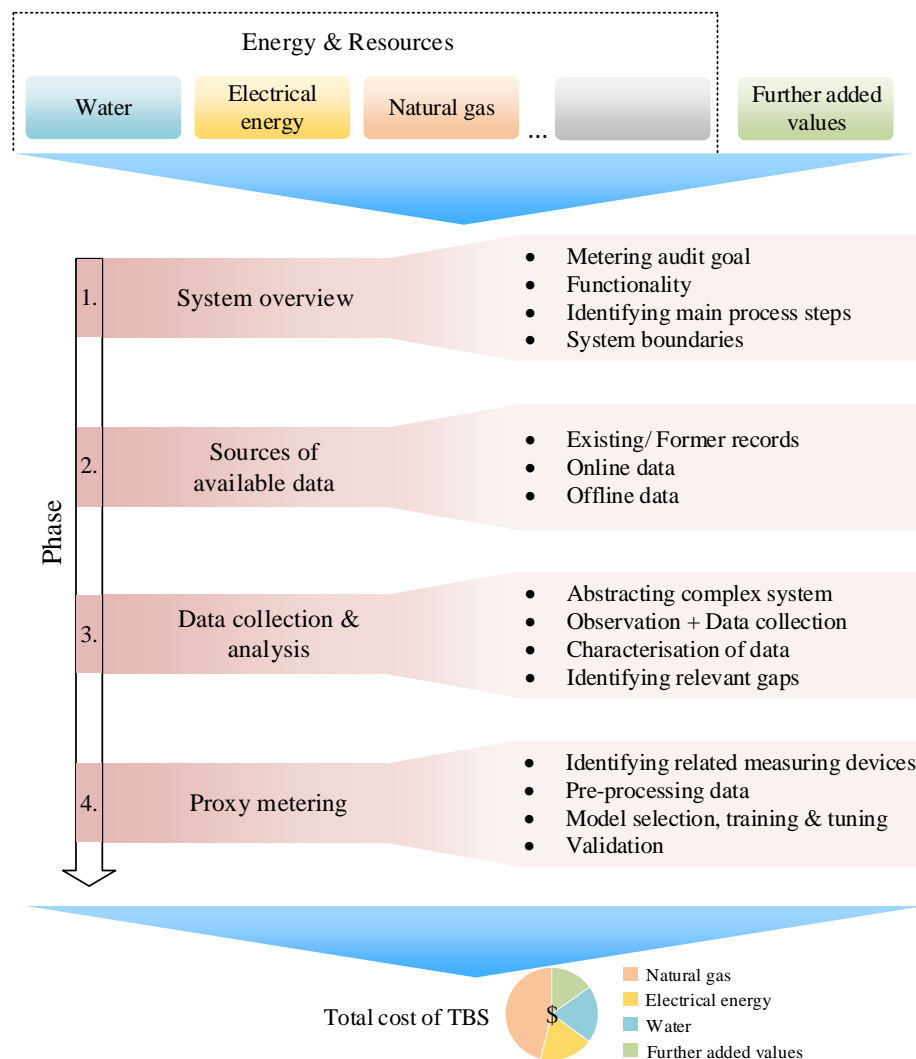 Energy & Resources
Water
Electrical
energy
Natural gas
...
Further added
values
Phase
1.
System overview
• Metering audit goal
• Functionality
• Identifying main process steps
• System boundaries
2.
Sources of
available data
• Existing/ Former records
• Online data
• Offline data
3.
Data collection &
analysis
• Abstracting complex system
• Observation + Data collection
• Characterisation of data
• Identifying relevant gaps
4.
Proxy metering
• Identifying related measuring devices
• Pre-processing data
• Model selection, training & tuning
• Validation
Total cost of TBS
$
Natural gas
Electrical energy
Water
Further added values